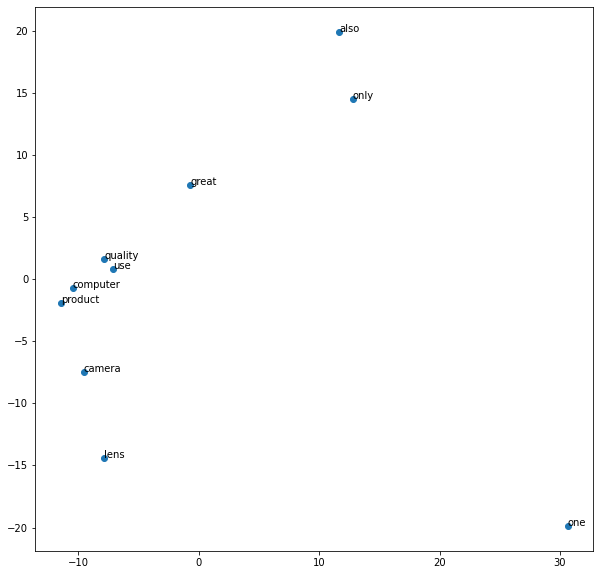 20
also
15
only
10
great
5
quality
use
0
computer
product
−5
camera
−10
lens
−15
−20
one
−10
0
10
20
30